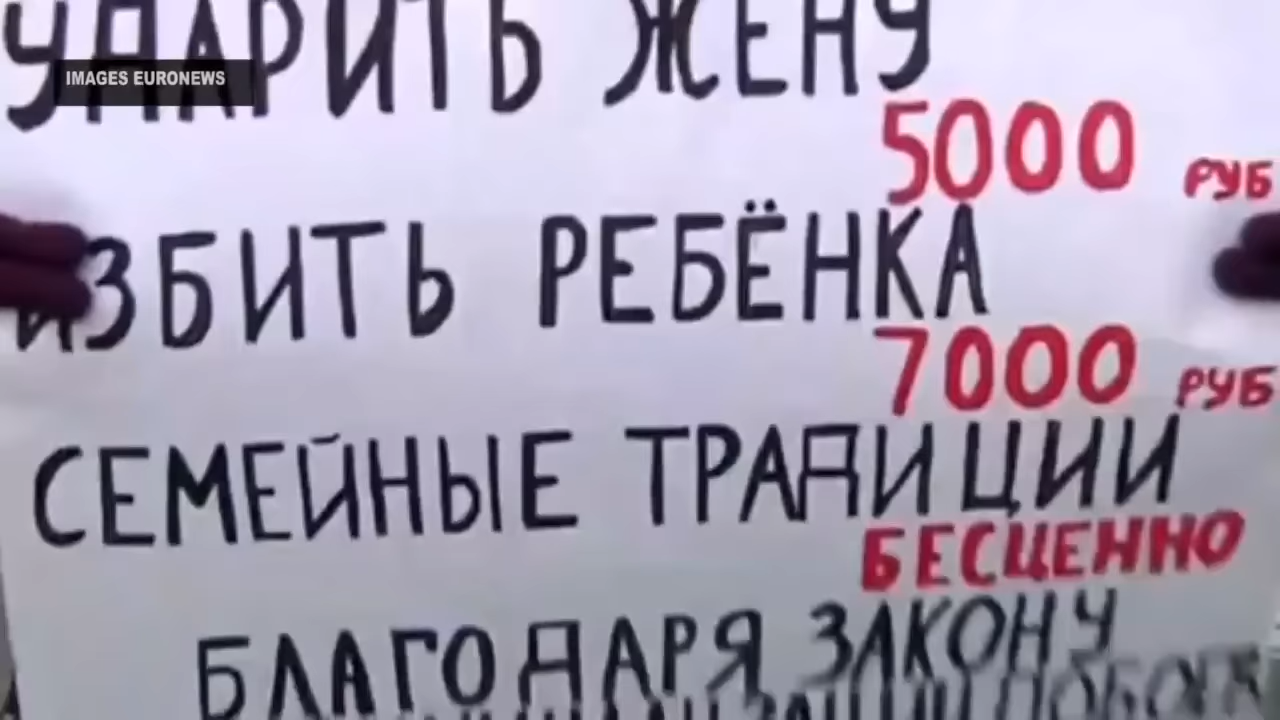 УДАРИТЬ ЖЕНУ
IMAGES EURONEWS
5000 РУБ
ИЗБИТЬ РЕБЁНКА
7000 РУБ
СЕМЕЙНЫЕ ТРАДИЦИИ
БЕСЦЕННО
БЛАГОДАРЯ ЗАКОНУ